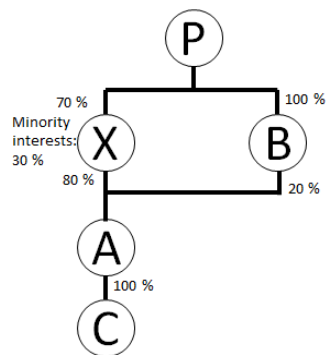 P
70 %
100 %
Minority
interests:
30 %
X
B
80 %
20 %
A
100 %
C